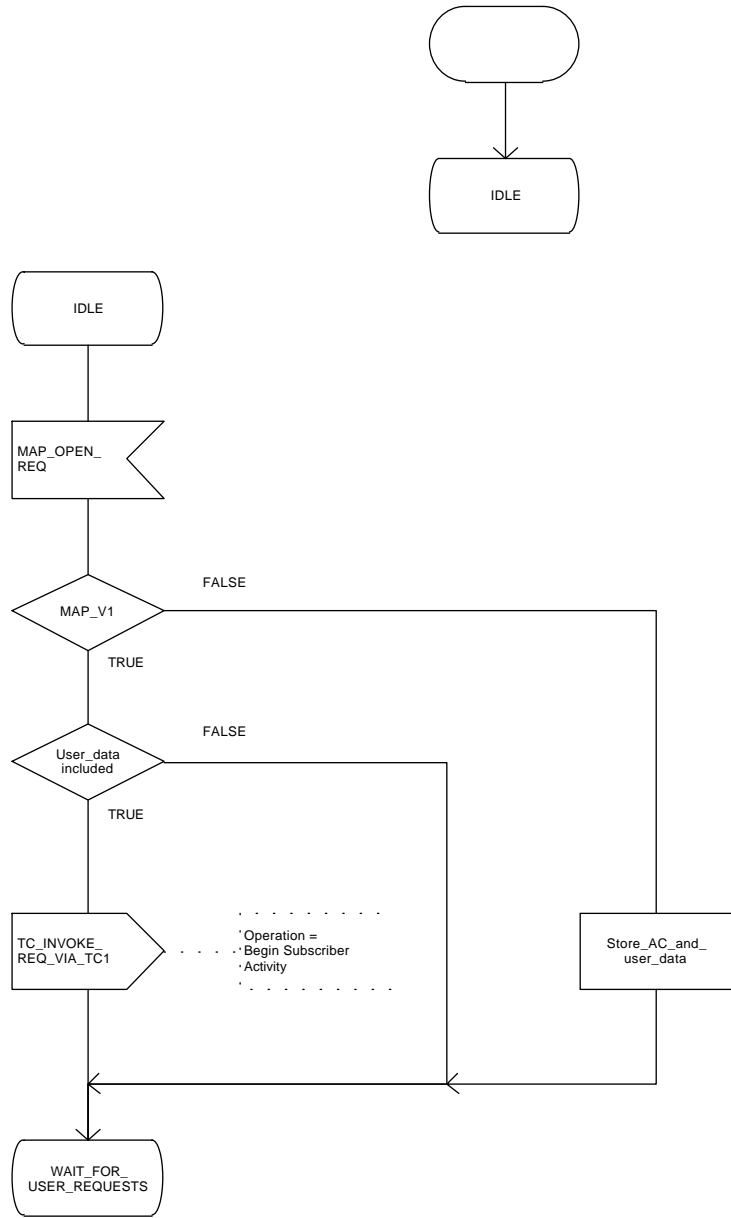 IDLE
IDLE
MAP_OPEN_
REQ
FALSE
MAP_V1
TRUE
FALSE
User_data
included
TRUE
TC_INVOKE_
REQ_VIA_TC1
Operation =
Begin Subscriber
Activity
Store_AC_and_
user_data
WAIT_FOR_
USER_REQUESTS